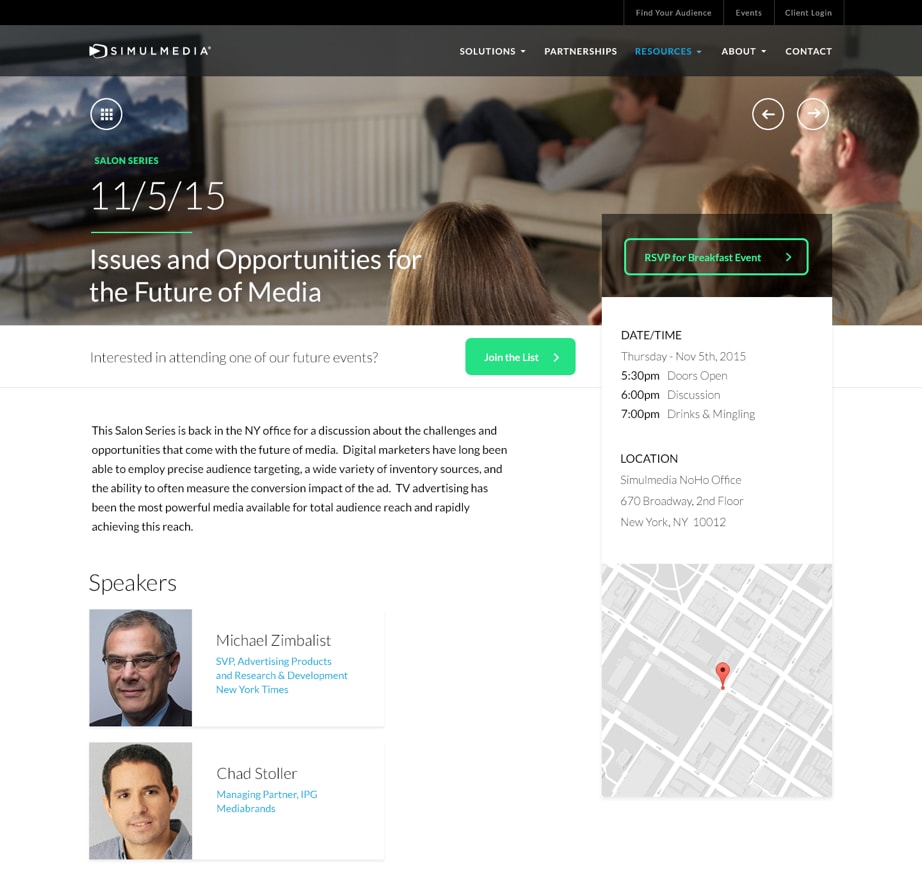 Find Your Audience
Events
Client Login
SIMULMEDIA®
SOLUTIONS
PARTNERSHIPS
RESOURCES
ABOUT
CONTACT
SALON SERIES
11/5/15
Issues and Opportunities for
the Future of Media
RSVP for Breakfast Event
Interested in attending one of our future events?
Join the List
DATE/TIME
Thursday - Nov 5th, 2015
5:30pm Doors Open
6:00pm Discussion
7:00pm Drinks & Mingling
LOCATION
Simulmedia NoHo Office
670 Broadway, 2nd Floor
New York, NY 10012
This Salon Series is back in the NY office for a discussion about the challenges and
opportunities that come with the future of media. Digital marketers have long been
able to employ precise audience targeting, a wide variety of inventory sources, and
the ability to often measure the conversion impact of the ad. TV advertising has
been the most powerful media available for total audience reach and rapidly
achieving this reach.
Speakers
Michael Zimbalist
SVP, Advertising Products
and Research & Development
New York Times
Chad Stoller
Managing Partner, IPG
Mediabrands